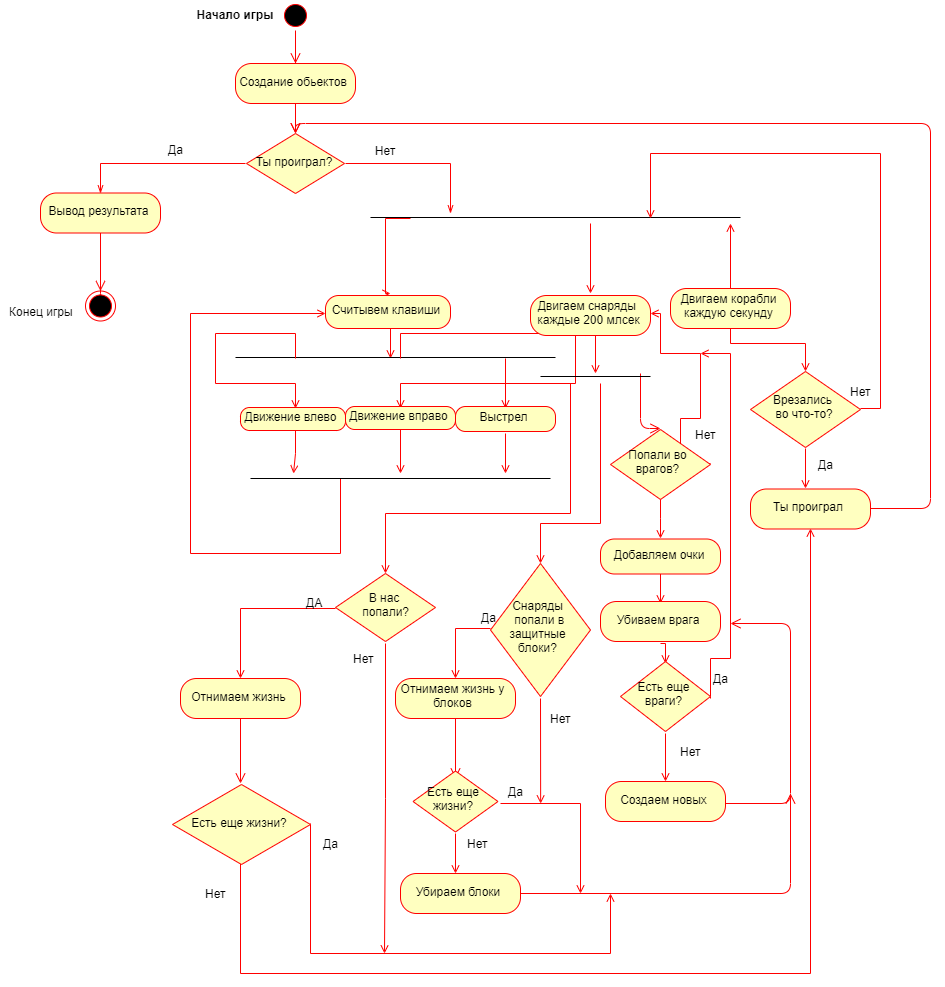 Начало игры
Создание обьектов
Да
Ты проиграл?
Нет
Вывод результата
Конец игры
Считывем клавиши
Двигаем снаряды
каждые 200 млсек
Двигаем корабли
каждую секунду
Движение влево
Движение вправо
Выстрел
Врезались
во что-то?
Нет
Да
Ты проиграл
Попали во
врагов?
Нет
Добавляем очки
Убиваем врага
Есть еще
враги?
Да
Нет
Создаем новых
В нас
попали?
ДА
Нет
Снаряды
попали в
защитные
блоки?
Да
Нет
Отнимаем жизнь
Отнимаем жизнь у
блоков
Есть еще жизни?
Да
Нет
Есть еще
жизни?
Да
Нет
Убираем блоки